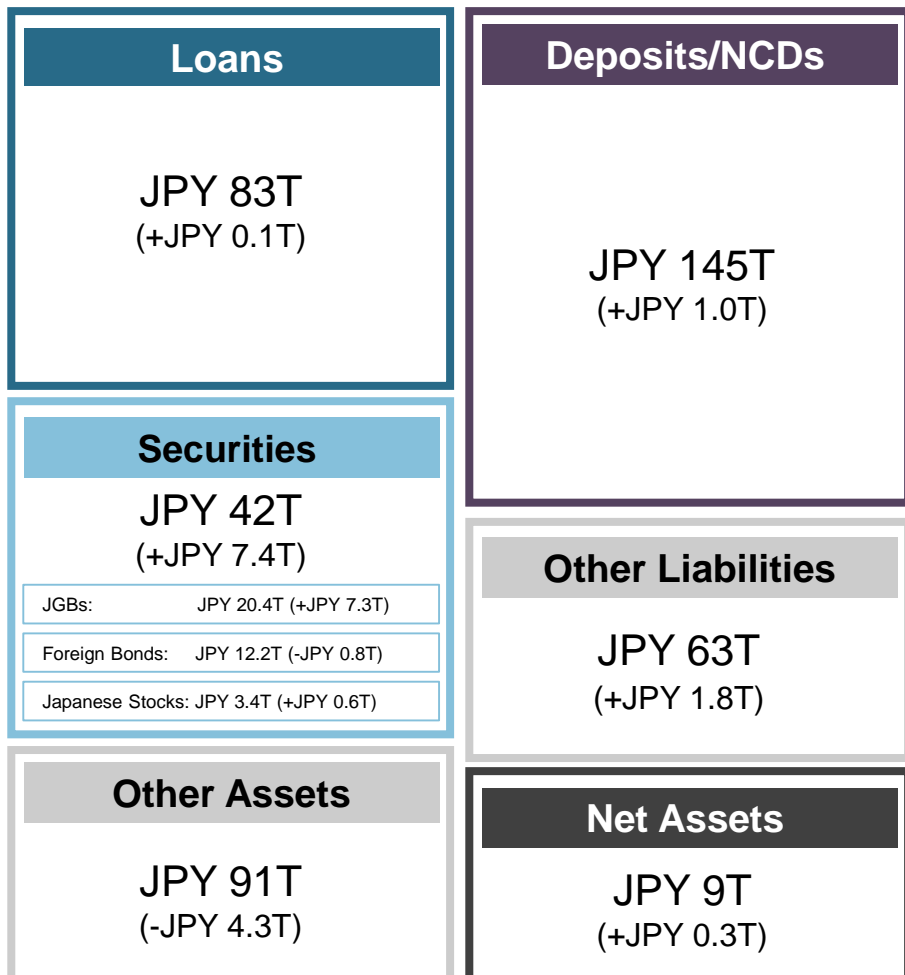 Loans
JPY 83T
(+JPY 0.1T)
Securities
JPY 42T
(+JPY 7.4T)
JGBs: JPY 20.4T (+JPY 7.3T)
Foreign Bonds: JPY 12.2T (-JPY 0.8T)
Japanese Stocks: JPY 3.4T (+JPY 0.6T)
Other Assets
JPY 91T
(-JPY 4.3T)
Deposits/NCDs
JPY 145T
(+JPY 1.0T)
Other Liabilities
JPY 63T
(+JPY 1.8T)
Net Assets
JPY 9T
(+JPY 0.3T)